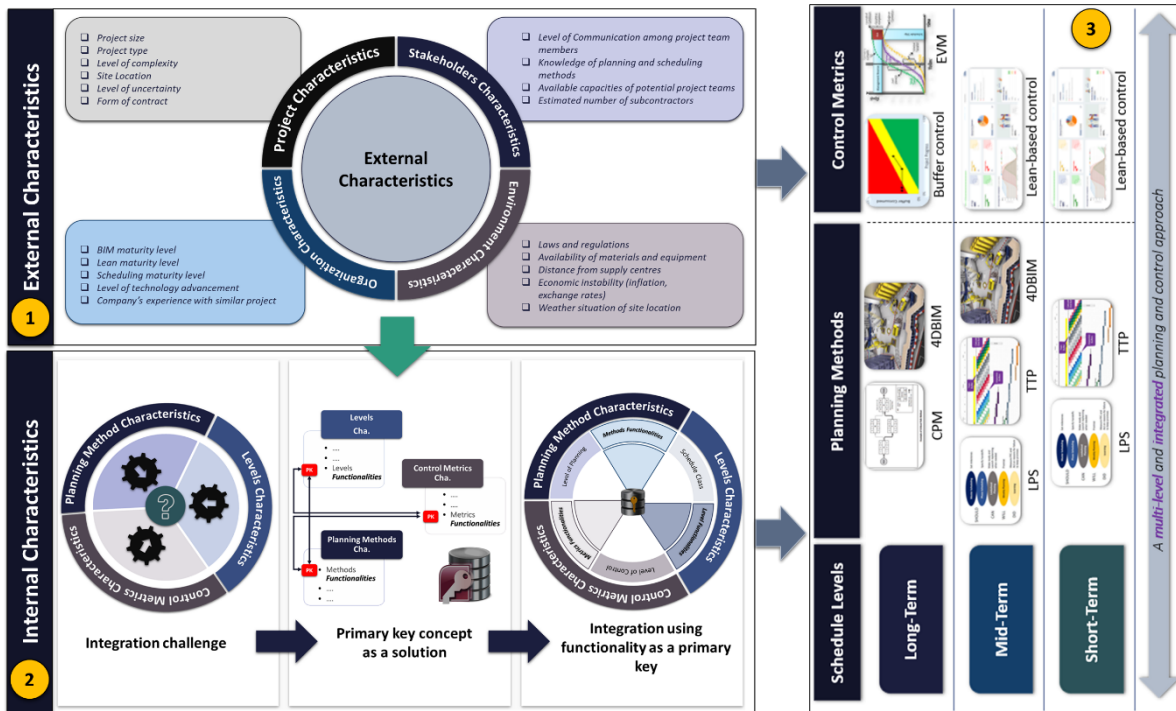 External Characteristics
1
Project size
Project type
Level of complexity
Site Location
Level of uncertainty
Form of contract
Level of Communication among project team
members
Knowledge of planning and scheduling
methods
Available capacities of potential project teams
Estimated number of subcontractors
Project Characteristics
Stakeholders Characteristics
External
Characteristics
Organization Characteristics
Environment Characteristics
BIM maturity level
Lean maturity level
Scheduling maturity level
Level of technology advancement
Company's experience with similar project
Laws and regulations
Availability of materials and equipment
Distance from supply centres
Economic instability (inflation,
exchange rates)
Weather situation of site location
Internal Characteristics
2
Planning Method Characteristics
Levels Characteristics
Control Metrics Characteristics
?
Integration challenge
Levels
Cha.
....
....
Levels
Functionalities
PK
Control Metrics
Cha.
....
....
Metrics
Functionalities
PK
Planning Methods
Cha.
Methods
Functionalities
....
....
PK
Primary key concept
as a solution
Planning Method Characteristics
Levels Characteristics
Control Metrics Characteristics
Methods Functionalities
Schedule Class
Level Functionalities
Level of Control
Metrics Functionalities
Level of Planning
Integration using
functionality as a primary
key
3
Control Metrics
EVM
Buffer control
Lean-based control
Lean-based control
Planning Methods
4DBIM
CPM
4DBIM
TTP
LPS
TTP
LPS
Schedule Levels
Long-Term
Mid-Term
Short-Term
A multi-level and integrated planning and control approach